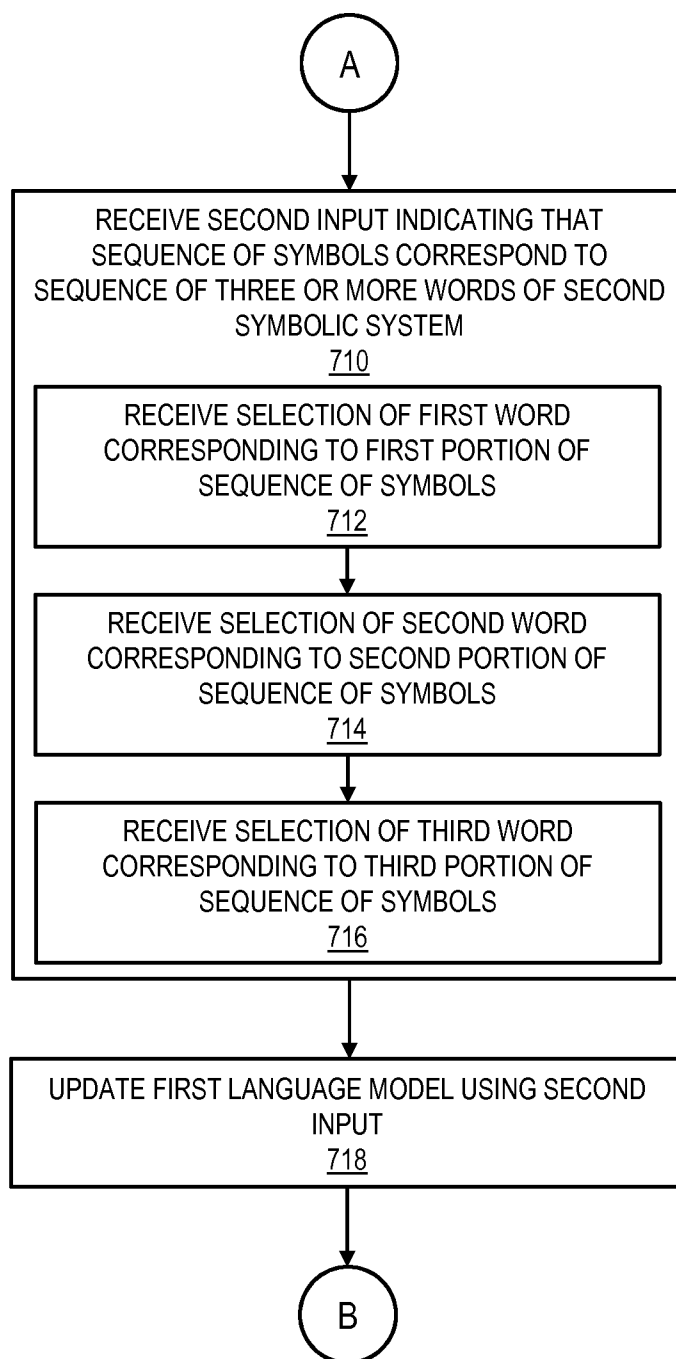 A
RECEIVE SECOND INPUT INDICATING THAT
SEQUENCE OF SYMBOLS CORRESPOND TO
SEQUENCE OF THREE OR MORE WORDS OF SECOND
SYMBOLIC SYSTEM
710
RECEIVE SELECTION OF FIRST WORD
CORRESPONDING TO FIRST PORTION OF
SEQUENCE OF SYMBOLS
712
RECEIVE SELECTION OF SECOND WORD
CORRESPONDING TO SECOND PORTION OF
SEQUENCE OF SYMBOLS
714
RECEIVE SELECTION OF THIRD WORD
CORRESPONDING TO THIRD PORTION OF
SEQUENCE OF SYMBOLS
716
UPDATE FIRST LANGUAGE MODEL USING SECOND
INPUT
718
B